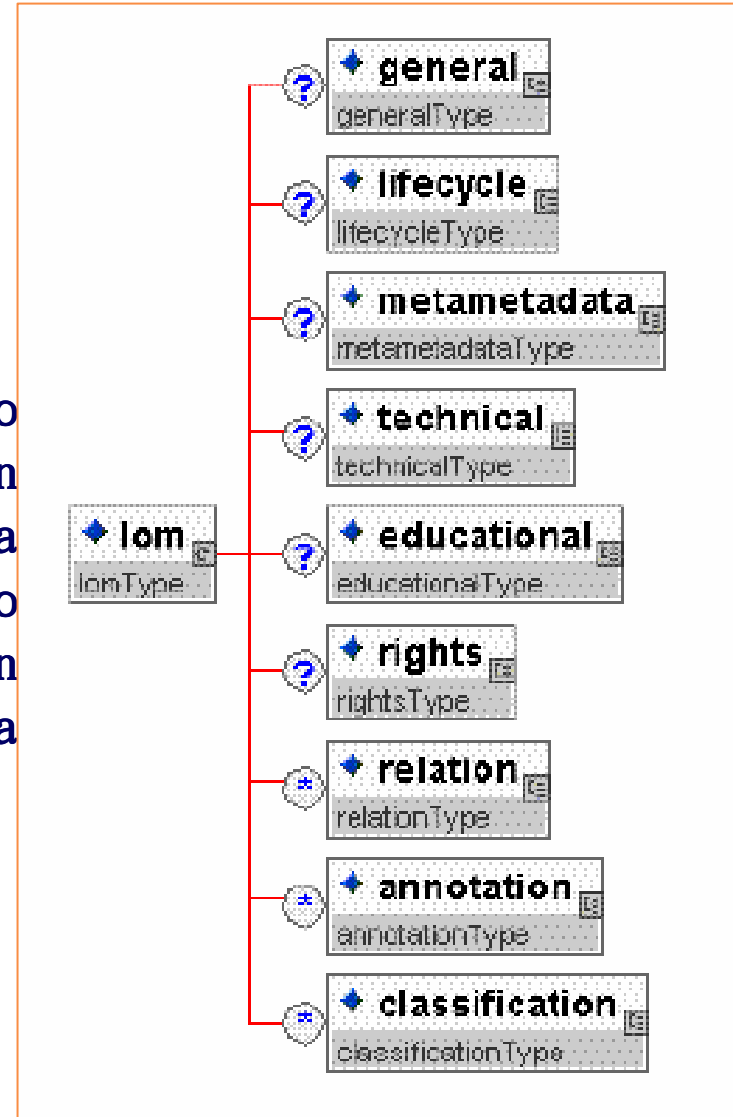 general
generalType
lifecycle
lifecycleType
metametadata
metametadataType
technical
technicalType
lom
lomType
educational
educationalType
rights
rightsType
relation
relationType
annotation
annotationType
classification
classificationType
o
n
a
o
n
a